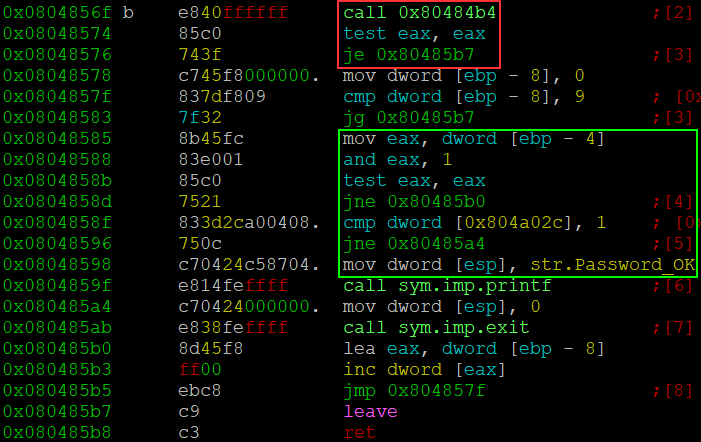 0x0804856f b e840ffffff call 0x80484b4 ;[2]
0x08048574 85c0 test eax, eax
0x08048576 743f je 0x80485b7 ;[3]
0x08048578 c745f8000000. mov dword [ebp - 8], 0
0x0804857f 837df809 cmp dword [ebp - 8], 9 ; [0x
0x08048583 7f32 jg 0x80485b7 ;[3]
0x08048585 8b45fc mov eax, dword [ebp - 4]
0x08048588 83e001 and eax, 1
0x0804858b 85c0 test eax, eax
0x0804858d 7521 jne 0x80485b0 ;[4]
0x0804858f 833d2ca00408. cmp dword [0x804a02c], 1 ; [0x
0x08048596 750c jne 0x80485a4 ;[5]
0x08048598 c70424c58704. mov dword [esp], str.Password_OK
0x0804859f e814feffff call sym.imp.printf ;[6]
0x080485a4 c70424000000. mov dword [esp], 0
0x080485ab e838feffff call sym.imp.exit ;[7]
0x080485b0 8d45f8 lea eax, dword [ebp - 8]
0x080485b3 ff00 inc dword [eax]
0x080485b5 ebc8 jmp 0x804857f ;[8]
0x080485b7 c9 leave
0x080485b8 c3 ret